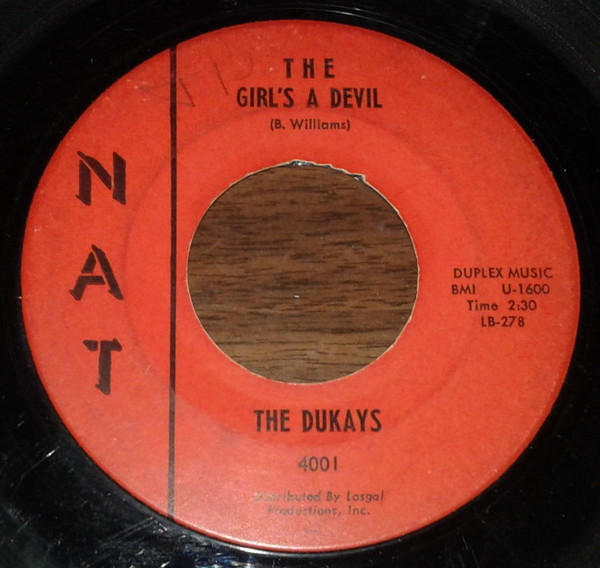 THE
GIRL'S A DEVIL
(B. Williams)
N
A
T
DUPLEX MUSIC
BMI U-1600
Time 2:30
LB-278
THE DUKAYS
4001
Distributed By Losgal
Productions, Inc.